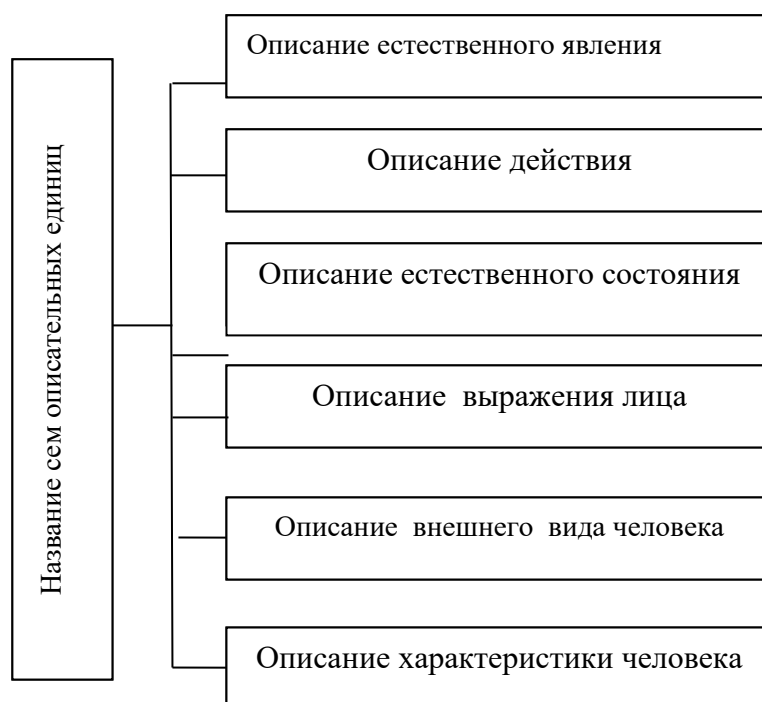 Название сем описательных единиц
Описание естественного явления
Описание действия
Описание естественного состояния
Описание выражения лица
Описание внешнего вида человека
Описание характеристики человека